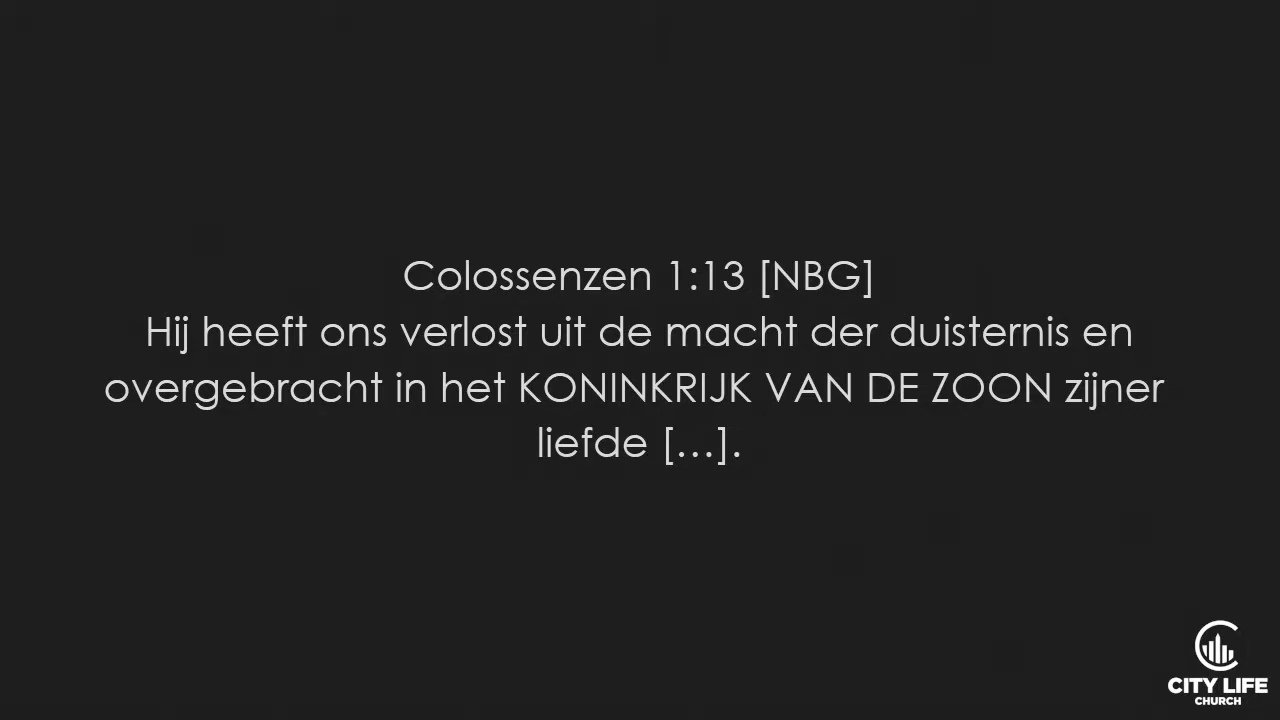 Colossenzen 1:13 [NBG]
Hij heeft ons verlost uit de macht der duisternis en
overgebracht in het KONINKRIJK VAN DE ZOON zijner
liefde [...].
CITY LIFE
CHURCH